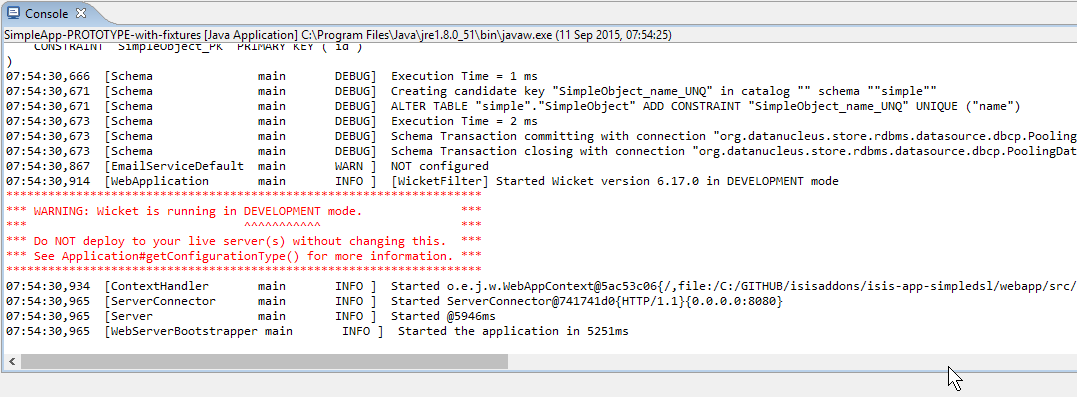 Console
SimpleApp-PROTOTYPE-with-fixtures [Java Application] C:\Program Files\Java\jre1.8.0_51\bin\javaw.exe (11 Sep 2015, 07:54:25)
CONSTRAINT "SimpleObject_PK" PRIMARY KEY ("id")
)
07:54:30,666  [Schema               main       DEBUG]  Execution Time = 1 ms
07:54:30,671  [Schema               main       DEBUG]  Creating candidate key "SimpleObject_name_UNQ" in catalog "" schema ""simple""
07:54:30,671  [Schema               main       DEBUG]  ALTER TABLE "simple"."SimpleObject" ADD CONSTRAINT "SimpleObject_name_UNQ" UNIQUE ("name")
07:54:30,673  [Schema               main       DEBUG]  Execution Time = 2 ms
07:54:30,673  [Schema               main       DEBUG]  Schema Transaction committing with connection "org.datanucleus.store.rdbms.datasource.dbcp.Pooling
07:54:30,673  [Schema               main       DEBUG]  Schema Transaction closing with connection "org.datanucleus.store.rdbms.datasource.dbcp.PoolingDat
07:54:30,867  [EmailServiceDefault  main       WARN ]  NOT configured
07:54:30,914  [WebApplication       main       INFO ]  [WicketFilter] Started Wicket version 6.17.0 in DEVELOPMENT mode
********************************************************************
*** WARNING: Wicket is running in DEVELOPMENT mode.              ***
***                               ^^^^^^^^^^^                    ***
*** Do NOT deploy to your live server(s) without changing this.  ***
*** See Application#getConfigurationType() for more information. ***
********************************************************************
07:54:30,934  [ContextHandler       main       INFO ]  Started o.e.j.w.WebAppContext@5ac53c06{/,file:/C:/GITHUB/isisaddons/isis-app-simpledsl/webapp/src/
07:54:30,965  [ServerConnector      main       INFO ]  Started ServerConnector@741741d0{HTTP/1.1}{0.0.0.0:8080}
07:54:30,965  [Server               main       INFO ]  Started @5946ms
07:54:30,965  [WebServerBootstrapper main       INFO ]  Started the application in 5251ms